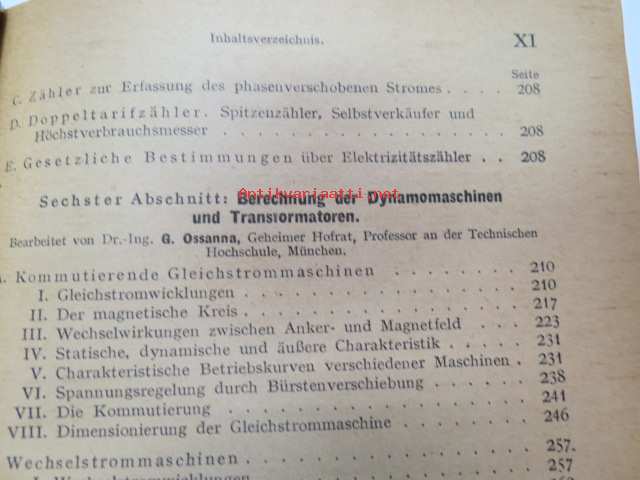 Inhaltsverzeichnis. XI
Seite
C. Zähler zur Erfassung des phasenverschobenen Stromes . . . . 208
D. Doppeltarifzähler. Spitzenzähler, Selbstverkäufer und
Höchstverbrauchsmesser . . . . . . . . . . . . . . . 208
E. Gesetzliche Bestimmungen über Elektrizitätszähler . . 208
Antikvariaatti.net
Sechster Abschnitt: Berechnung der Dynamomaschinen
und Transformatoren.
Bearbeitet von Dr.-Ing. G. Ossanna, Geheimer Hofrat, Professor an der Technischen
Hochschule, München.
Kommutierende Gleichstrommaschinen . . . . . . . . 210
I. Gleichstromwicklungen . . . . . . . . . . . . . . . 210
II. Der magnetische Kreis . . . . . . . . . . . . . . . 217
III. Wechselwirkungen zwischen Anker- und Magnetfeld . . . 223
IV. Statische, dynamische und äußere Charakteristik . . . . 231
V. Charakteristische Betriebskurven verschiedener Maschinen . 231
VI. Spannungsregelung durch Bürstenverschiebung . . . . . 238
VII. Die Kommutierung . . . . . . . . . . . . . . . 241
VIII. Dimensionierung der Gleichstrommaschine . . . . . . . 246
Wechselstrommaschinen . . . . . . . . . . . . . . . 257.
I. Wechselstromwicklungen . . . . . . . . . . . . 257